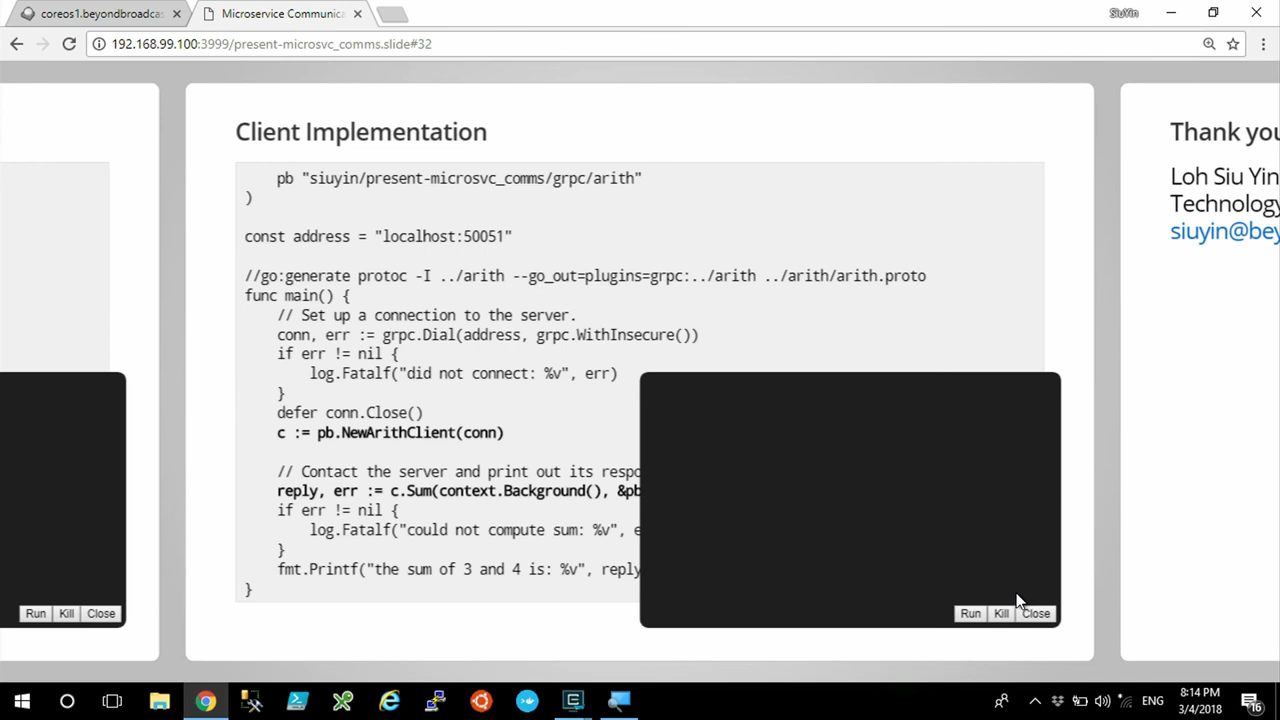 coreos1.beyondbroadcas
Microservice Communica
SiuYin
192.168.99.100:3999/present-microsvc_comms.slide#32
Client Implementation
pb "siuyin/present-microsvc_comms/grpc/arith"
)
const address = "localhost:50051"
//go:generate protoc -I ../arith --go_out=plugins=grpc:../arith ../arith/arith.proto
func main() {
// Set up a connection to the server.
conn, err := grpc.Dial(address, grpc.WithInsecure())
if err != nil {
log.Fatalf("did not connect: %v", err)
}
defer conn.Close()
c := pb.NewArithClient(conn)
// Contact the server and print out its respo
reply, err := c.Sum(context.Background(), &pb
if err != nil {
log.Fatalf("could not compute sum: %v", e
}
fmt.Printf("the sum of 3 and 4 is: %v", reply
}
Run Kill Close
Run Kill Close
Thank you
Loh Siu Yin
Technology
siuyin@bey
ENG
8:14 PM
3/4/2018
16